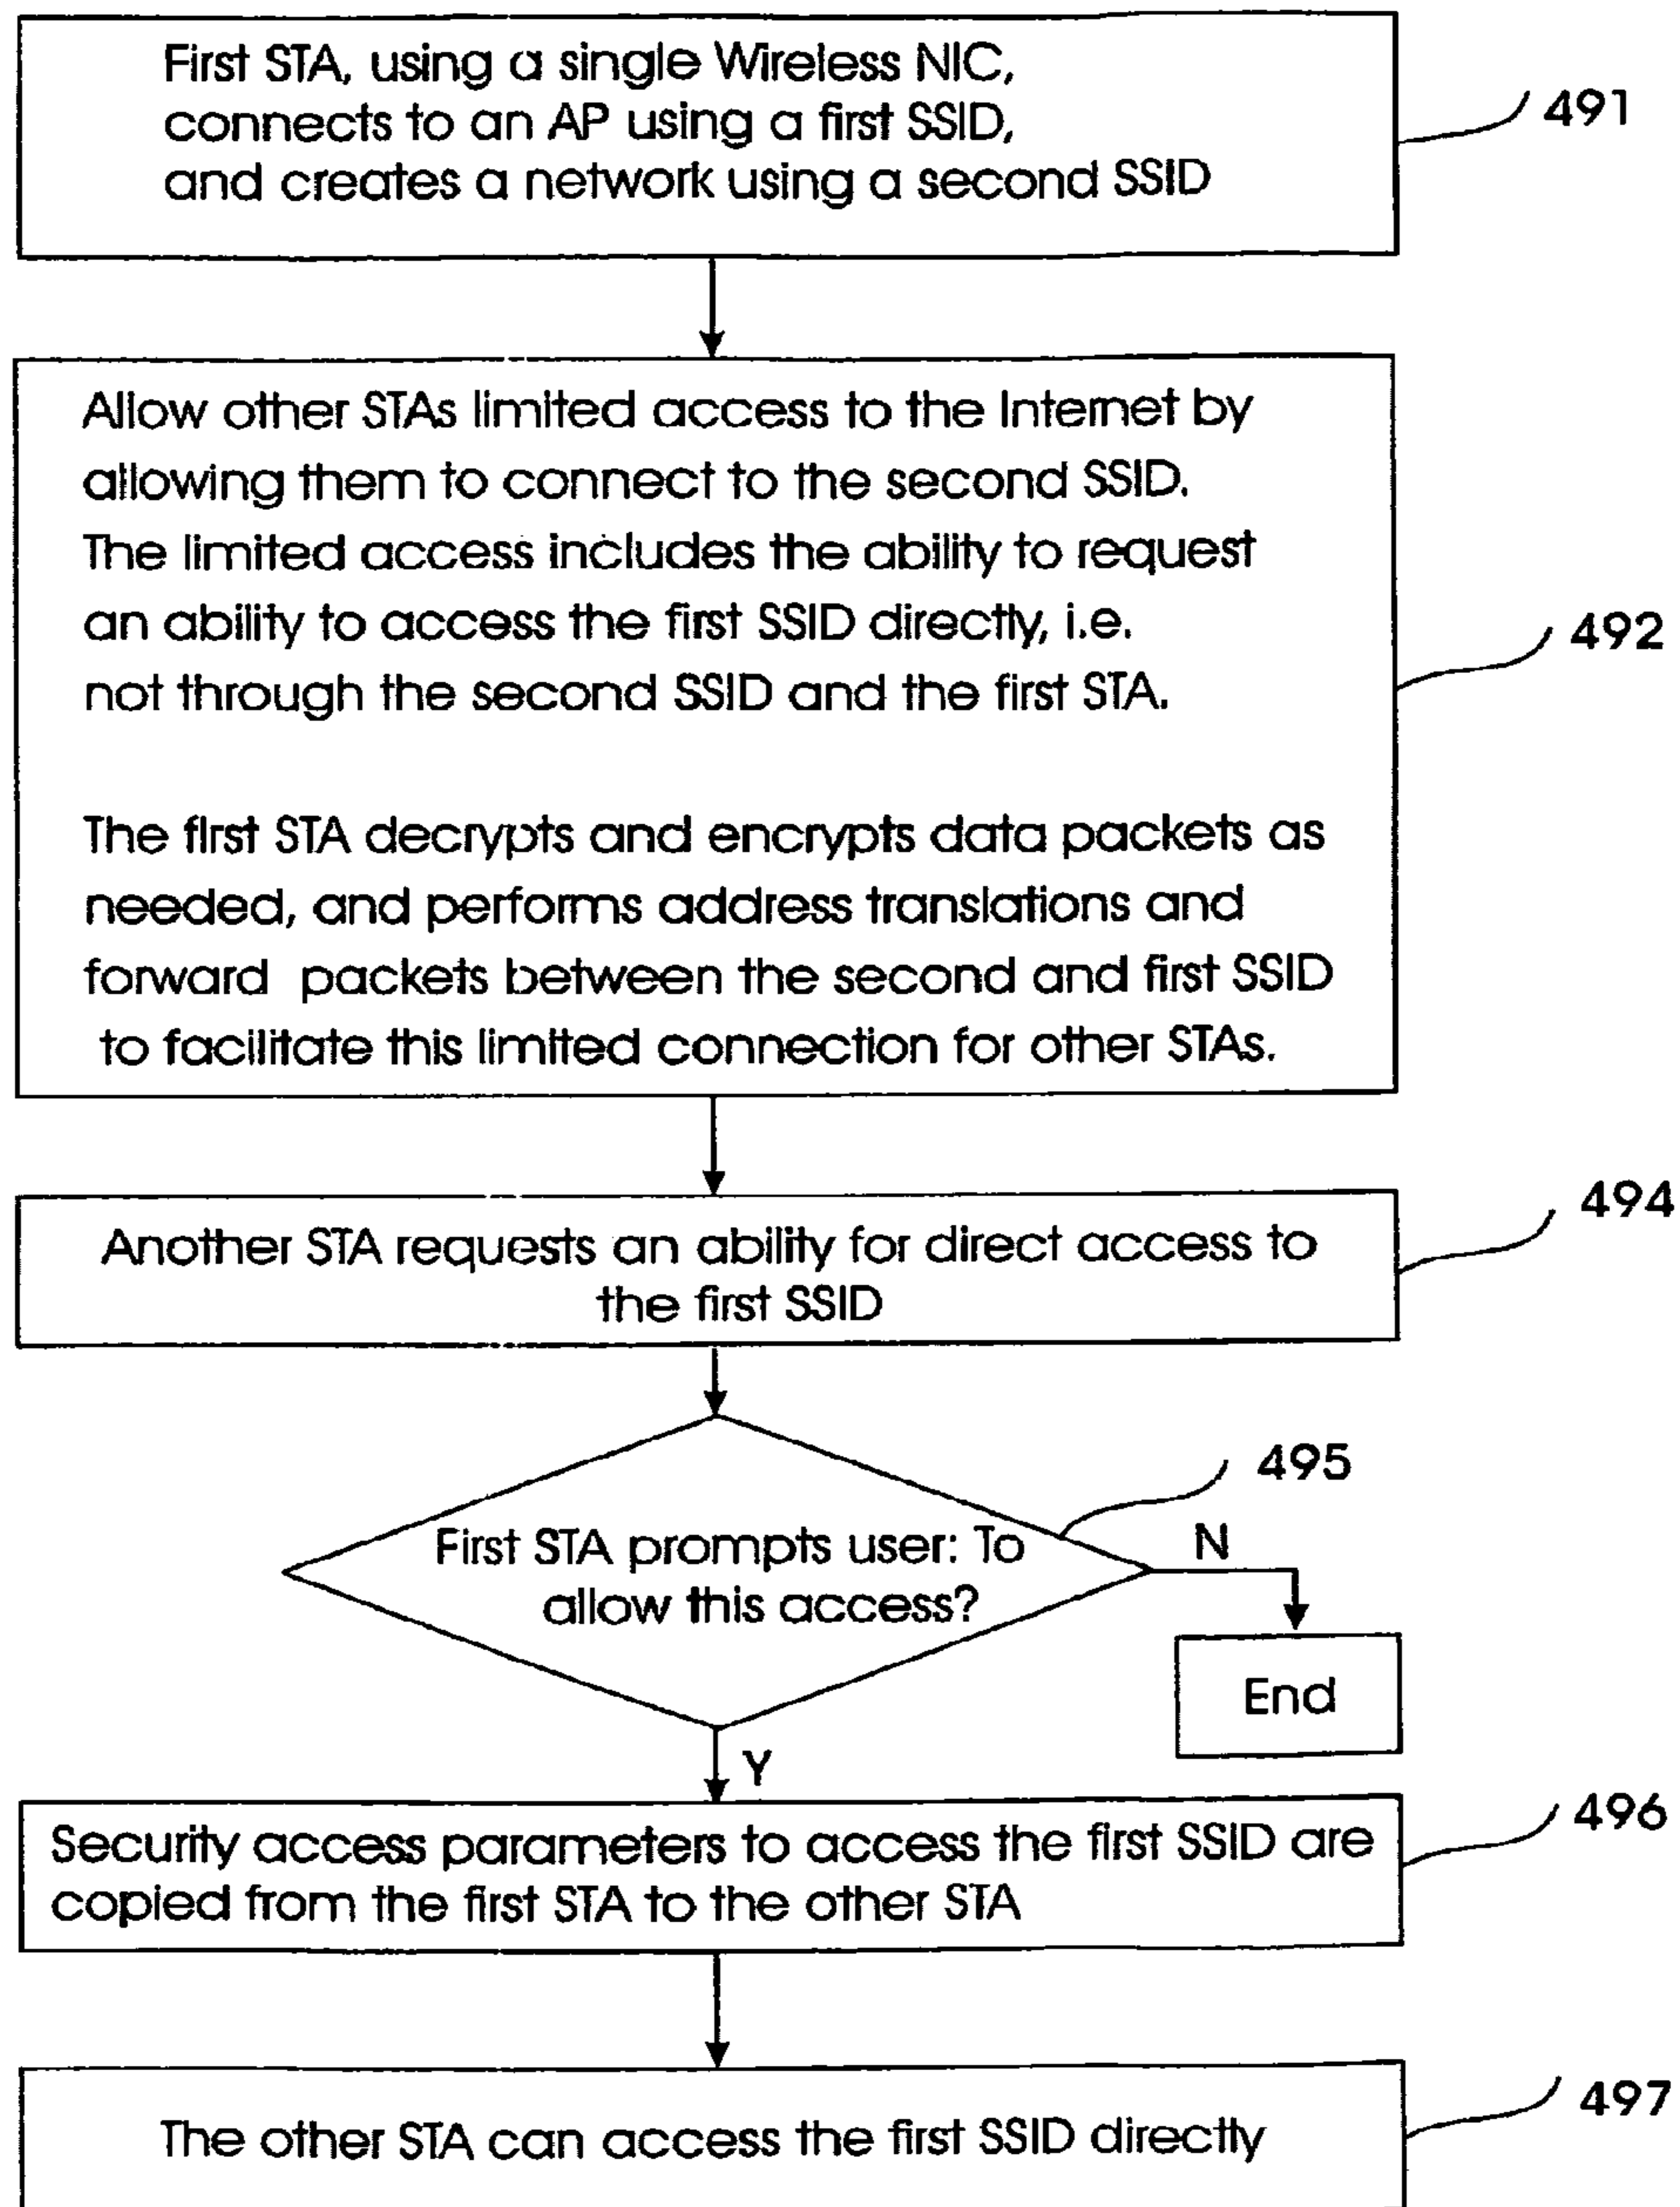 First STA, using a single Wireless NIC,
connects to an AP using a first SSID,
and creates a network using a second SSID
491
Allow other STAs limited access to the Internet by
allowing them to connect to the second SSID.
The limited access includes the ability to request
an ability to access the first SSID directly, i.e.
not through the second SSID and the first STA.
The first STA decrypts and encrypts data packets as
needed, and performs address translations and
forward packets between the second and first SSID
to facilitate this limited connection for other STAs.
492
Another STA requests an ability for direct access to
the first SSID
494
First STA prompts user: To
allow this access?
495
N
End
Y
Security access parameters to access the first SSID are
copied from the first STA to the other STA
496
The other STA can access the first SSID directly
497